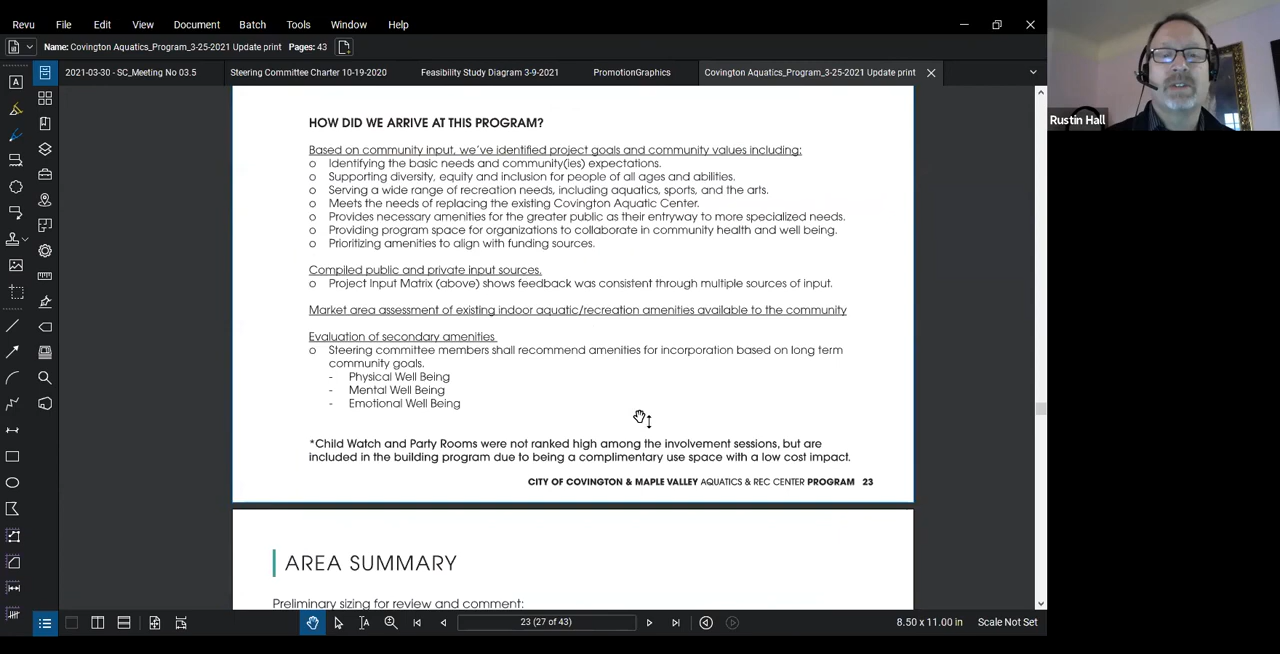 Revu File Edit View Document Batch Tools Window Help
Name: Covington Aquatics_Program_3-25-2021 Update print Pages: 43
2021-03-30 - SC_Meeting No 03.5 Steering Committee Charter 10-19-2020 Feasibility Study Diagram 3-9-2021 PromotionGraphics Covington Aquatics_Program_3-25-2021 Update print
Rustin Hall
HOW DID WE ARRIVE AT THIS PROGRAM?
Based on community input, we've identified project goals and community values including:
o Identifying the basic needs and community(ies) expectations.
o Supporting diversity, equity and inclusion for people of all ages and abilities.
o Serving a wide range of recreation needs, including aquatics, sports, and the arts.
o Meets the needs of replacing the existing Covington Aquatic Center.
o Provides necessary amenities for the greater public as their entryway to more specialized needs.
o Providing program space for organizations to collaborate in community health and well being.
o Prioritizing amenities to align with funding sources.
Compiled public and private input sources.
o Project Input Matrix (above) shows feedback was consistent through multiple sources of input.
Market area assessment of existing indoor aquatic/recreation amenities available to the community
Evaluation of secondary amenities
o Steering committee members shall recommend amenities for incorporation based on long term
community goals.
- Physical Well Being
- Mental Well Being
- Emotional Well Being
*Child Watch and Party Rooms were not ranked high among the involvement sessions, but are
included in the building program due to being a complimentary use space with a low cost impact.
CITY OF COVINGTON & MAPLE VALLEY AQUATICS & REC CENTER PROGRAM 23
AREA SUMMARY
Preliminary sizing for review and comment:
23 (27 of 43) 8.50 x 11.00 in Scale Not Set